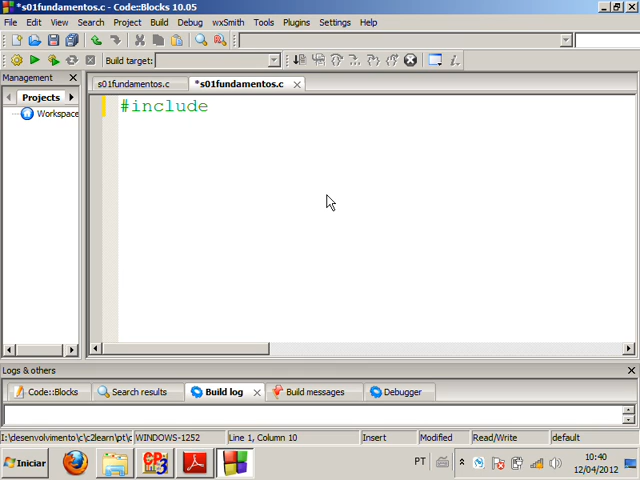 *s01fundamentos.c - Code::Blocks 10.05
File Edit View Search Project Build Debug wxSmith Tools Plugins Settings Help
Build target:
Management
s01fundamentos.c *s01fundamentos.c
Projects
Workspace
#include
Logs & others
Code::Blocks Search results Build log Build messages Debugger
I:\desenvolvimento\c\c2learn\pt\c WINDOWS-1252 Line 1, Column 10 Insert Modified Read/Write default
Iniciar PT 10:40
12/04/2012